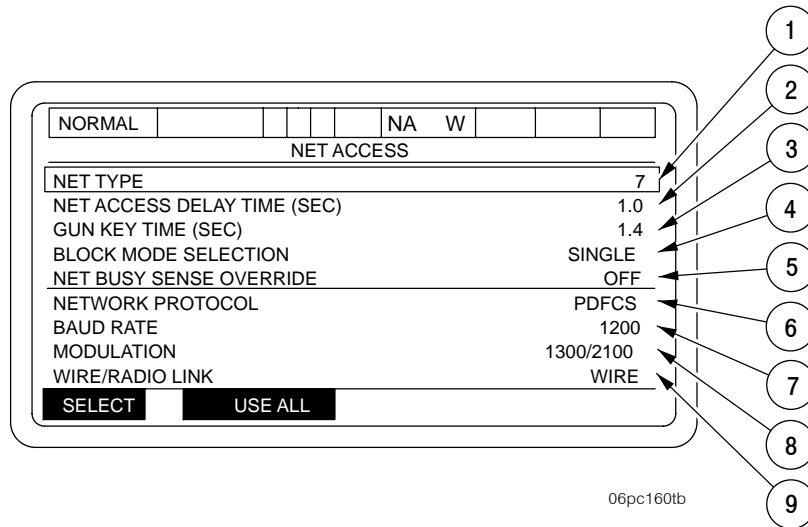 NORMAL NA W
NET ACCESS
NET TYPE 7
NET ACCESS DELAY TIME (SEC) 1.0
GUN KEY TIME (SEC) 1.4
BLOCK MODE SELECTION SINGLE
NET BUSY SENSE OVERRIDE OFF
NETWORK PROTOCOL PDFCS
BAUD RATE 1200
MODULATION 1300/2100
WIRE/RADIO LINK WIRE
SELECT USE ALL
1
2
3
4
5
6
7
8
9
06pc160tb